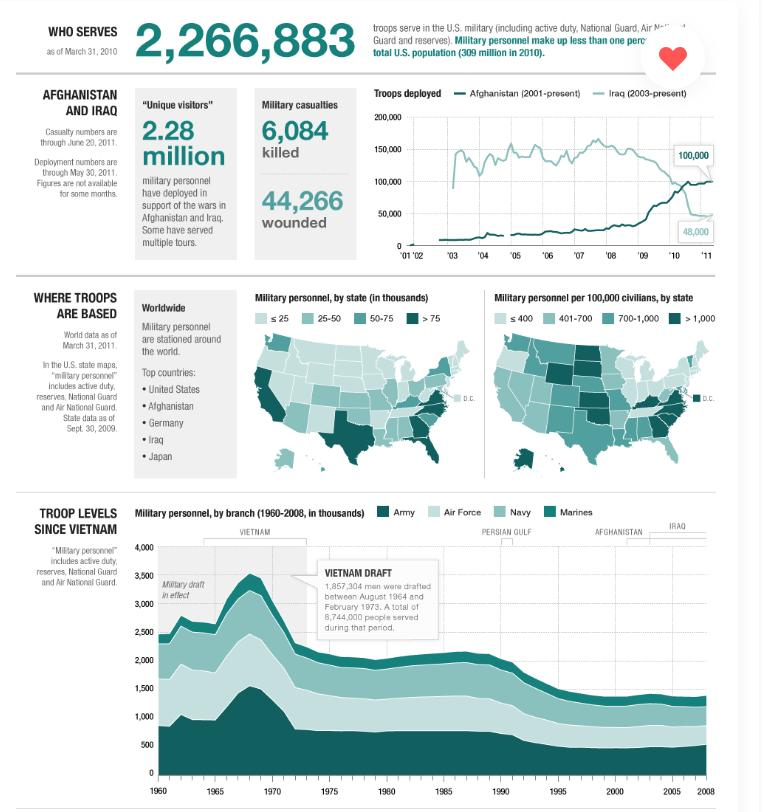 WHO SERVES
as of March 31, 2010
2,266,883
troops serve in the U.S. military (including active duty, National Guard, Air National
Guard and reserves). Military personnel make up less than one
total U.S. population (309 million in 2010).
AFGHANISTAN
AND IRAQ
Casualty numbers are
through June 20, 2011.
Deployment numbers are
through May 30, 2011.
Figures are not available
for some months.
"Unique visitors"
2.28
million
military personnel
have deployed in
support of the wars in
Afghanistan and Iraq.
Some have served
multiple tours.
Military casualties
6,084
killed
44,266
wounded
Troops deployed
Afghanistan (2001-present)
Iraq (2003-present)
200,000
150,000
100,000
50,000
0
100,000
48,000
'01 '02 '03 '04 '05 '06 '07 '08 '09 '10 '11
WHERE TROOPS
ARE BASED
World data as of
March 31, 2011.
In the U.S. state maps,
"military personnel"
includes active duty,
reserves, National Guard
and Air National Guard.
State data as of
Sept. 30, 2009.
Worldwide
Military personnel
are stationed around
the world.
Top countries:
• United States
• Afghanistan
• Germany
• Iraq
• Japan
Military personnel, by state (in thousands)
≤ 25 25-50 50-75 > 75
D.C.
Military personnel per 100,000 civilians, by state
≤ 400 401-700 700-1,000 > 1,000
D.C.
TROOP LEVELS
SINCE VIETNAM
"Military personnel"
includes active duty,
reserves, National Guard
and Air National Guard.
Military personnel, by branch (1960-2008, in thousands)
Army Air Force Navy Marines
VIETNAM
PERSIAN GULF
AFGHANISTAN
IRAQ
4,000
3,500
3,000
2,500
2,000
1,500
1,000
500
0
Military draft
in effect
VIETNAM DRAFT
1,857,304 men were drafted
between August 1964 and
February 1973. A total of
8,744,000 people served
during that period.
1960 1965 1970 1975 1980 1985 1990 1995 2000 2005 2008